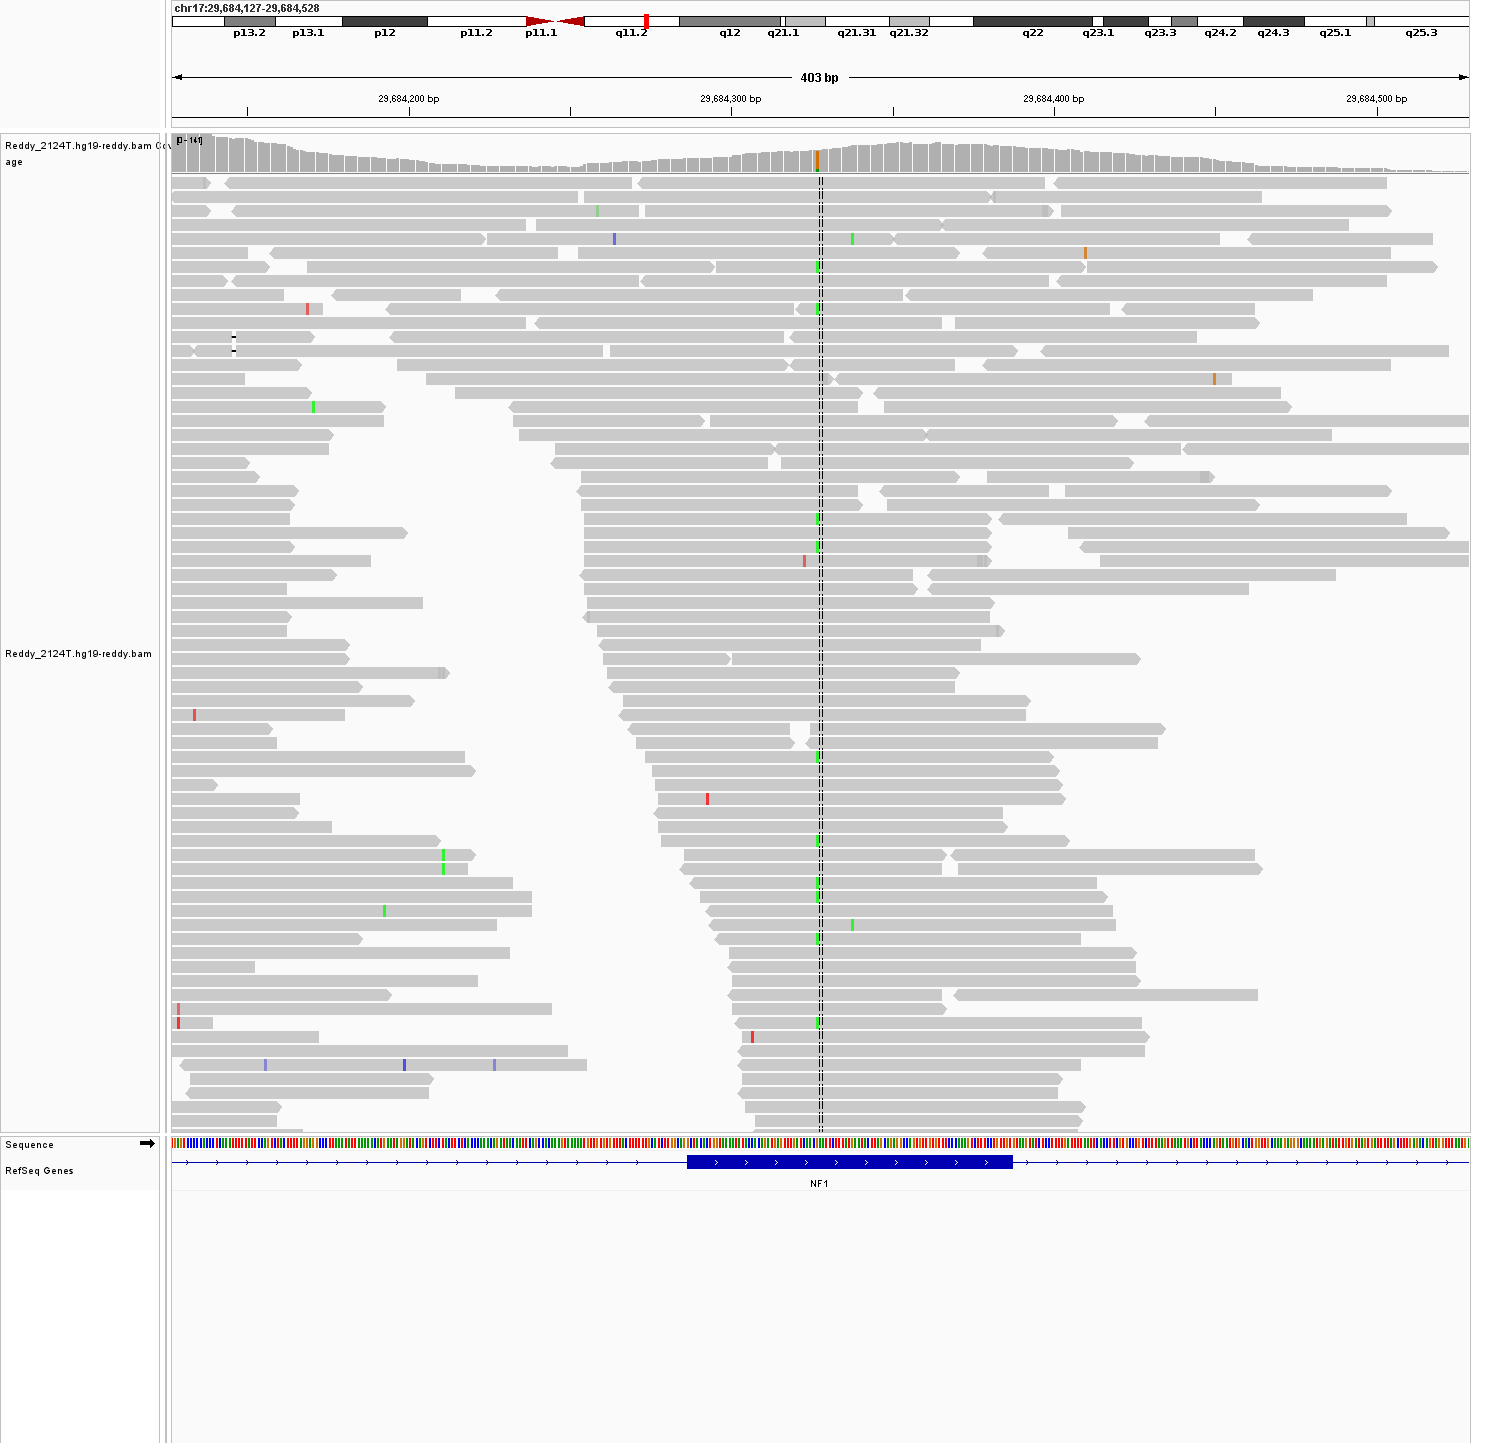 chr17:29,684,127-29,684,528
p13.2 p13.1 p12 p11.2 p11.1 q11.2 q12 q21.1 q21.31 q21.32 q22 q23.1 q23.3 q24.2 q24.3 q25.1 q25.3
403 bp
29,684,200 bp 29,684,300 bp 29,684,400 bp 29,684,500 bp
[0 - 141]
Reddy_2124T.hg19-reddy.bam Cov
age
Reddy_2124T.hg19-reddy.bam
Sequence
RefSeq Genes
NF1